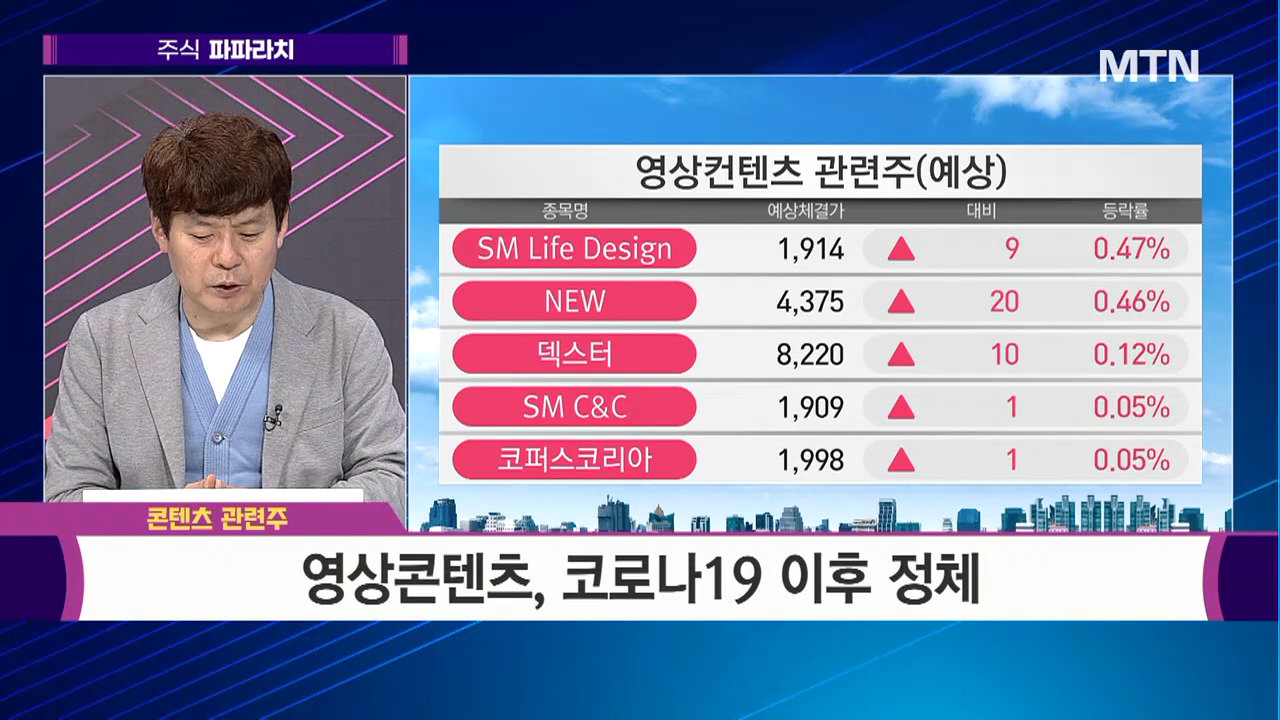 주식 파파라치
MTN
영상컨텐츠 관련주(예상)
종목명 예상체결가 대비 등락률
SM Life Design 1,914 ▲ 9 0.47%
NEW 4,375 ▲ 20 0.46%
덱스터 8,220 ▲ 10 0.12%
SM C&C 1,909 ▲ 1 0.05%
코퍼스코리아 1,998 ▲ 1 0.05%
콘텐츠 관련주
영상콘텐츠, 코로나19 이후 정체